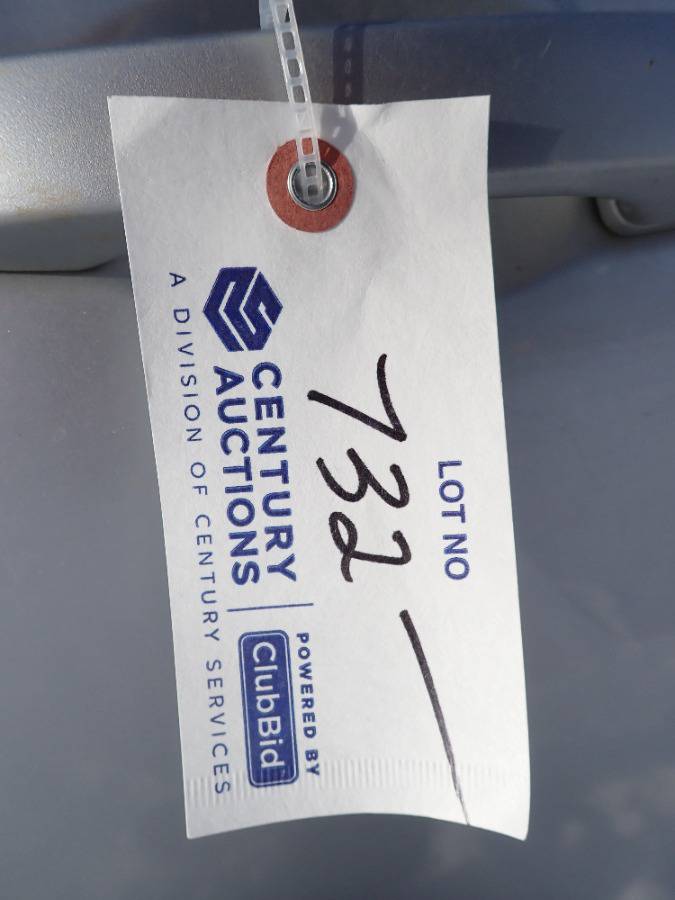 LOT NO
732
CENTURY
AUCTIONS
POWERED BY
ClubBid
A DIVISION OF CENTURY SERVICES